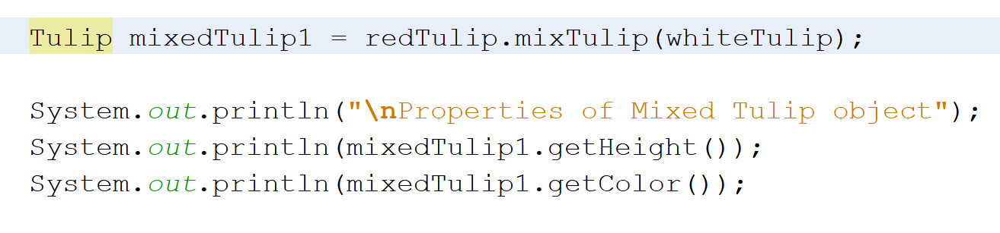 Tulip mixedTulip1 = redTulip.mixTulip(whiteTulip);
System.out.println("\nProperties of Mixed Tulip object");
System.out.println(mixedTulip1.getHeight());
System.out.println(mixedTulip1.getColor());